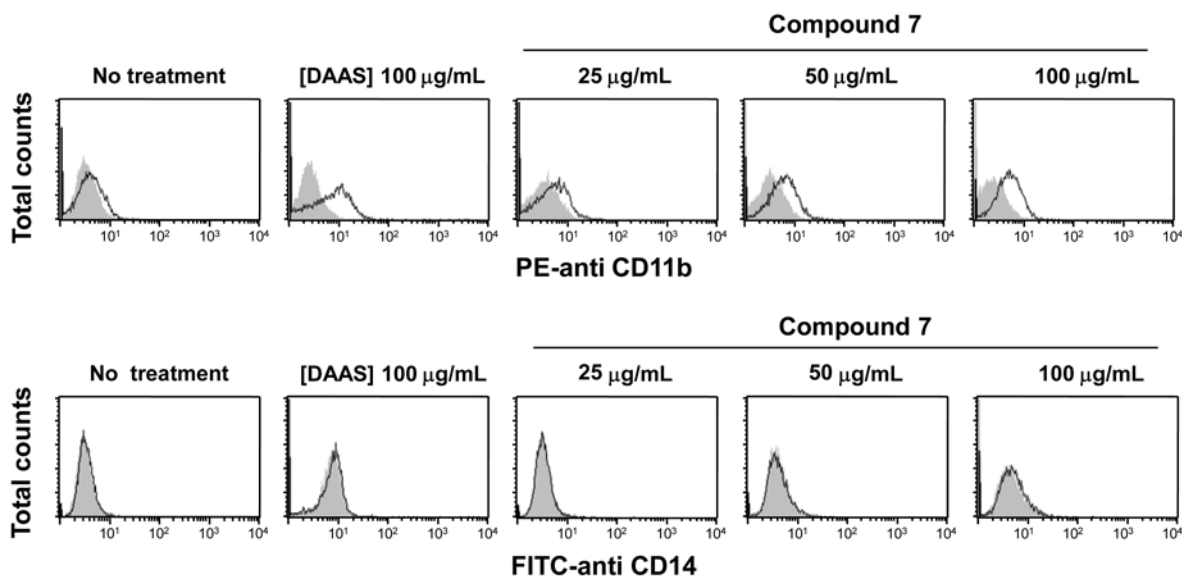 Compound 7
No treatment [DAAS] 100 μg/mL 25 μg/mL 50 μg/mL 100 μg/mL
Total counts
10¹ 10² 10³ 10⁴ 10¹ 10² 10³ 10⁴ 10¹ 10² 10³ 10⁴ 10¹ 10² 10³ 10⁴ 10¹ 10² 10³ 10⁴
PE-anti CD11b
Compound 7
No treatment [DAAS] 100 μg/mL 25 μg/mL 50 μg/mL 100 μg/mL
Total counts
10¹ 10² 10³ 10⁴ 10¹ 10² 10³ 10⁴ 10¹ 10² 10³ 10⁴ 10¹ 10² 10³ 10⁴ 10¹ 10² 10³ 10⁴
FITC-anti CD14